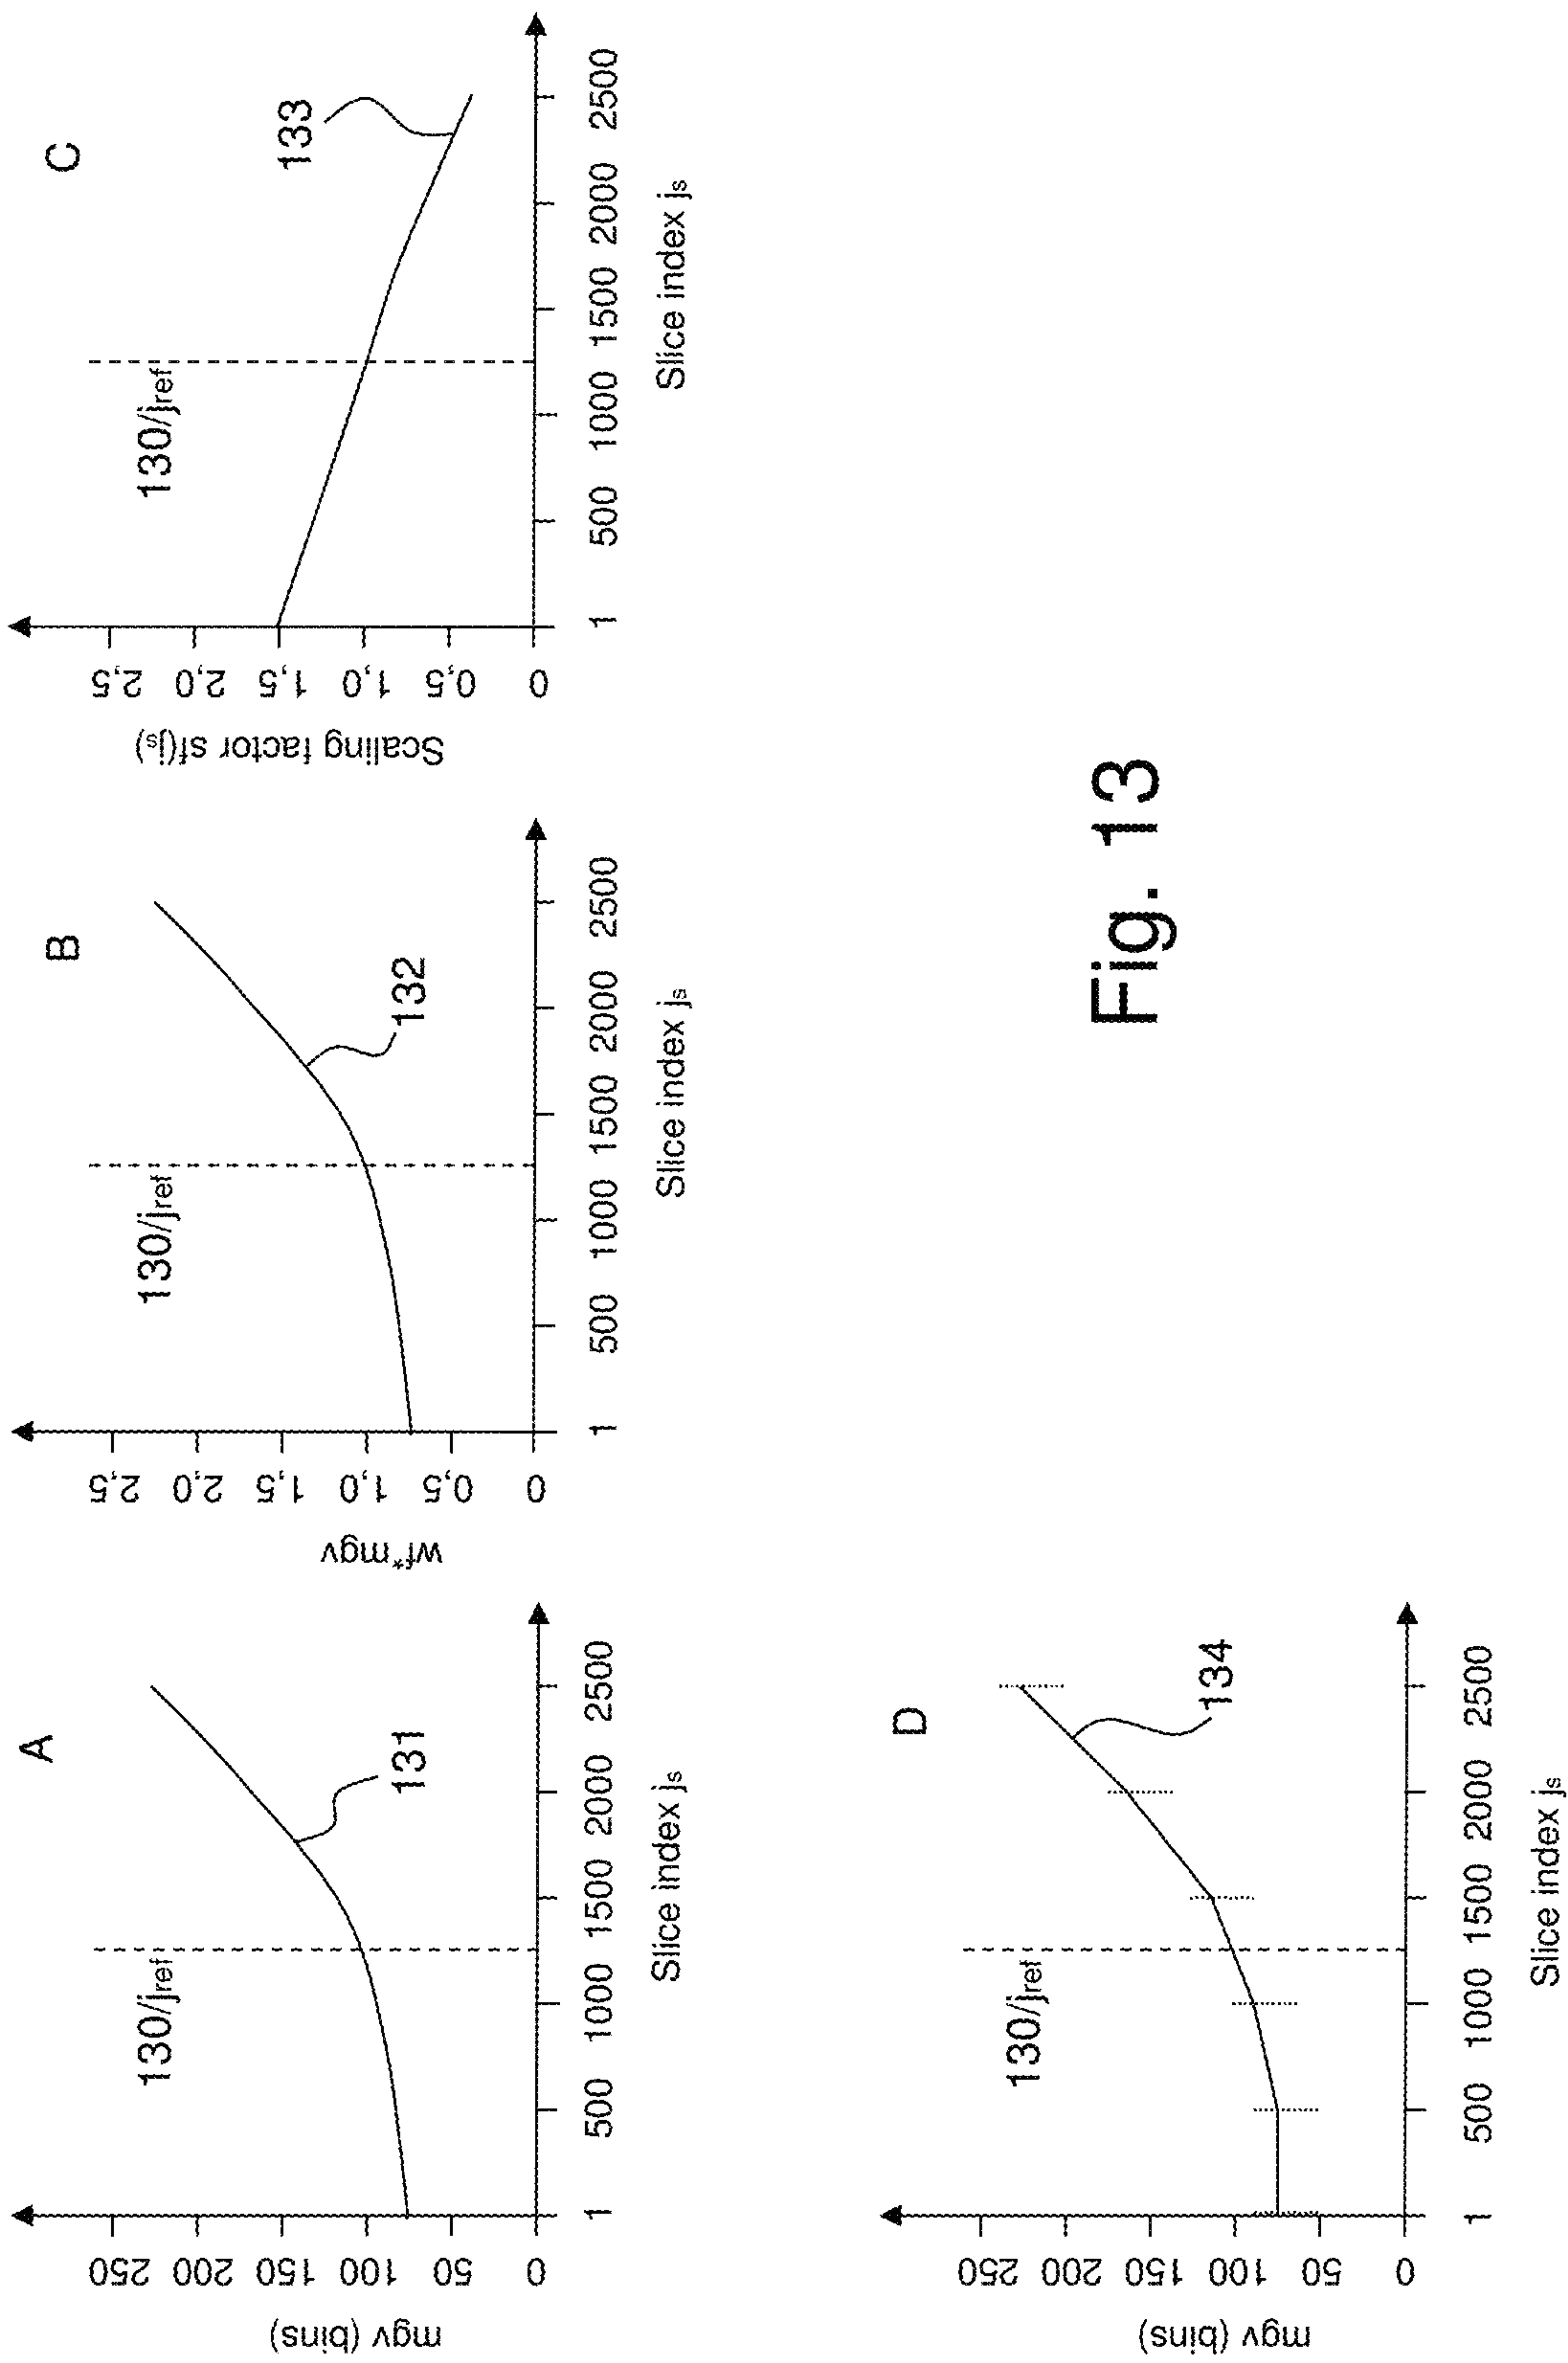 A
mgv (bins)
250
200
150
100
50
0
130/jref
131
1 500 1000 1500 2000 2500
Slice index js
B
wf*mgv
2,5
2,0
1,5
1,0
0,5
0
130/jref
132
1 500 1000 1500 2000 2500
Slice index js
C
Scaling factor sf(js)
2,5
2,0
1,5
1,0
0,5
0
130/jref
133
1 500 1000 1500 2000 2500
Slice index js
D
mgv (bins)
250
200
150
100
50
0
130/jref
134
1 500 1000 1500 2000 2500
Slice index js
Fig. 13